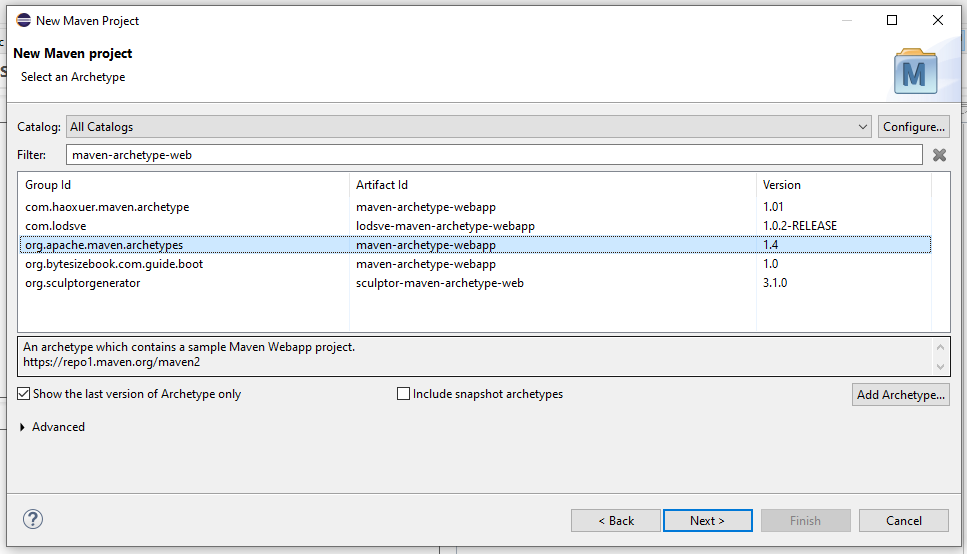 New Maven Project
New Maven project
Select an Archetype
M
Catalog: All Catalogs Configure...
Filter: maven-archetype-web
Group Id Artifact Id Version
com.haoxuer.maven.archetype maven-archetype-webapp 1.01
com.lodsve lodsve-maven-archetype-webapp 1.0.2-RELEASE
org.apache.maven.archetypes maven-archetype-webapp 1.4
org.bytesizebook.com.guide.boot maven-archetype-webapp 1.0
org.sculptorgenerator sculptor-maven-archetype-web 3.1.0
An archetype which contains a sample Maven Webapp project.
https://repo1.maven.org/maven2
Show the last version of Archetype only Include snapshot archetypes Add Archetype...
Advanced
? < Back Next > Finish Cancel